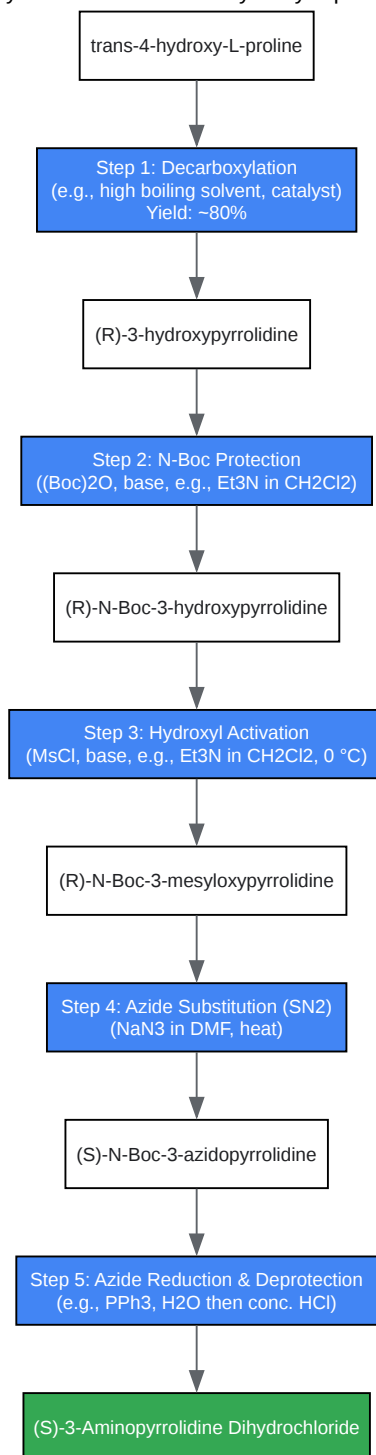 trans-4-hydroxy-L-proline
Step 1: Decarboxylation
(e.g., high boiling solvent, catalyst)
Yield: ~80%
(R)-3-hydroxypyrrolidine
Step 2: N-Boc Protection
((Boc)2O, base, e.g., Et3N in CH2Cl2)
(R)-N-Boc-3-hydroxypyrrolidine
Step 3: Hydroxyl Activation
(MsCl, base, e.g., Et3N in CH2Cl2, 0 °C)
(R)-N-Boc-3-mesyloxypyrrolidine
Step 4: Azide Substitution (SN2)
(NaN3 in DMF, heat)
(S)-N-Boc-3-azidopyrrolidine
Step 5: Azide Reduction & Deprotection
(e.g., PPh3, H2O then conc. HCl)
(S)-3-Aminopyrrolidine Dihydrochloride